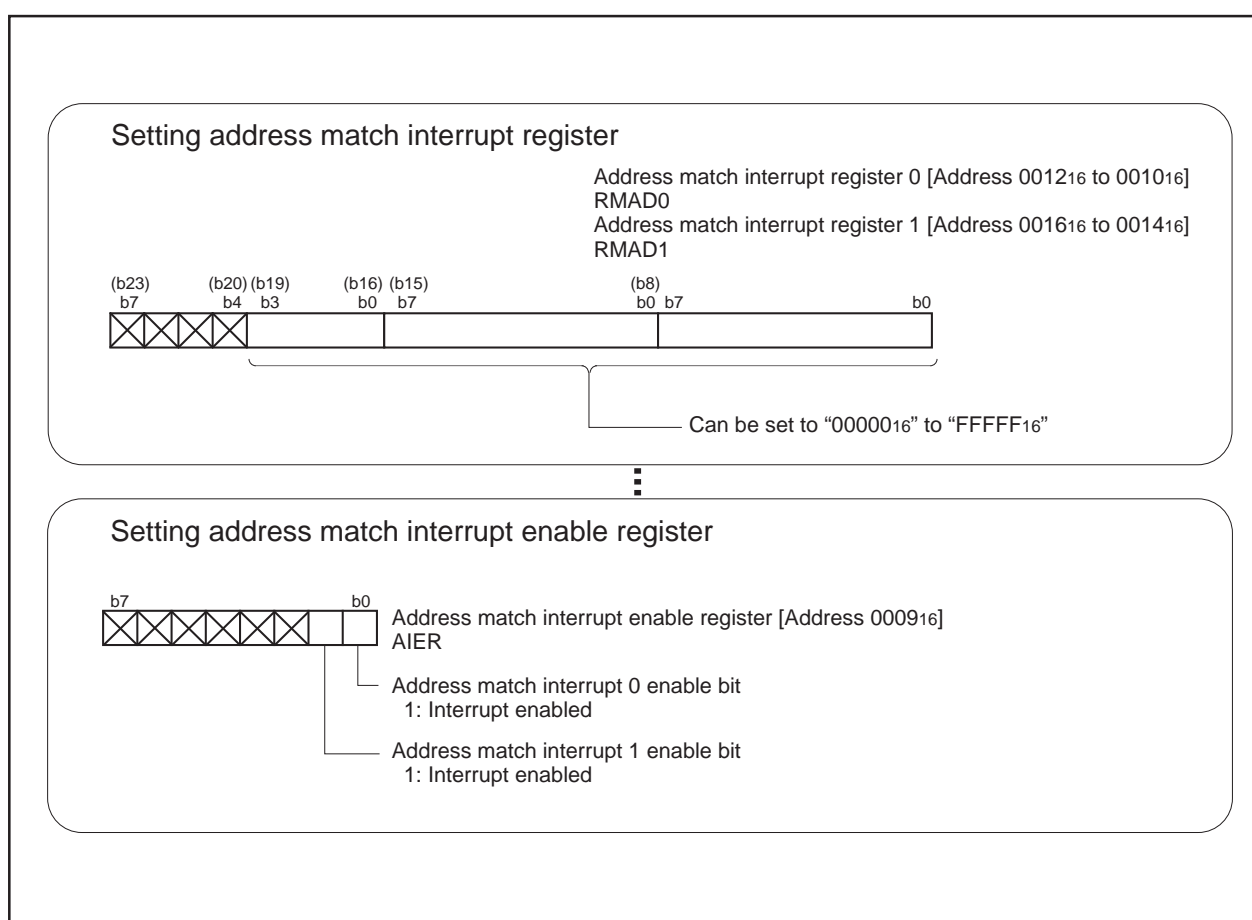 Setting address match interrupt register
Address match interrupt register 0 [Address 001216 to 001016]
RMAD0
Address match interrupt register 1 [Address 001616 to 001416]
RMAD1
(b23) (b20) (b19) (b16) (b15) (b8)
b7 b4 b3 b0 b7 b0 b7 b0
Can be set to “0000016” to “FFFFF16”
Setting address match interrupt enable register
b7 b0
Address match interrupt enable register [Address 000916]
AIER
Address match interrupt 0 enable bit
1: Interrupt enabled
Address match interrupt 1 enable bit
1: Interrupt enabled